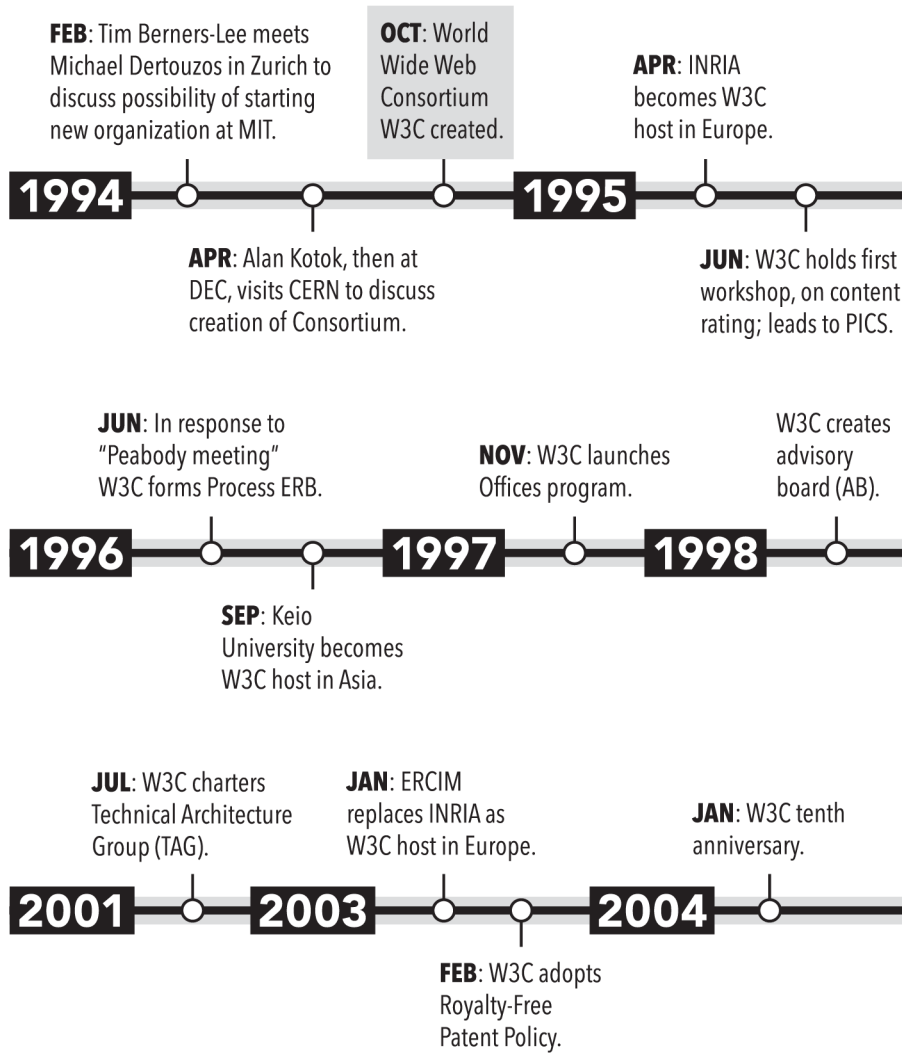 FEB: Tim Berners-Lee meets
Michael Dertouzos in Zurich to
discuss possibility of starting
new organization at MIT.
OCT: World
Wide Web
Consortium
W3C created.
APR: INRIA
becomes W3C
host in Europe.
1994
1995
APR: Alan Kotok, then at
DEC, visits CERN to discuss
creation of Consortium.
JUN: W3C holds first
workshop, on content
rating; leads to PICS.
JUN: In response to
“Peabody meeting”
W3C forms Process ERB.
NOV: W3C launches
Offices program.
W3C creates
advisory
board (AB).
1996
1997
1998
SEP: Keio
University becomes
W3C host in Asia.
JUL: W3C charters
Technical Architecture
Group (TAG).
JAN: ERCIM
replaces INRIA as
W3C host in Europe.
JAN: W3C tenth
anniversary.
2001
2003
2004
FEB: W3C adopts
Royalty-Free
Patent Policy.